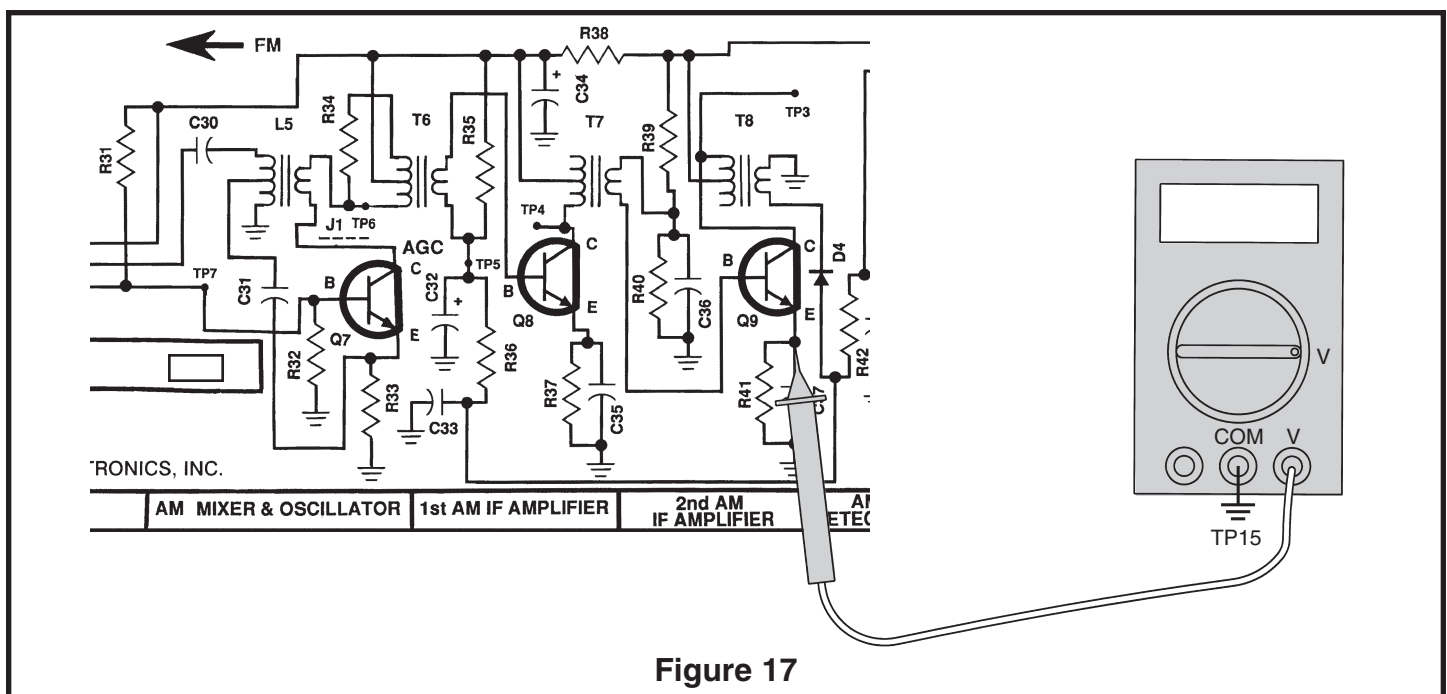 FM
R38
C34
R34
C30
L5
T6
R35
T7
R39
T8
TP3
R31
TP4
J1
TP6
AGC
C
TP5
C
B
C
D4
TP7
C31
B
C32
+
+
B
R40
C36
E
Q8
E
Q9
E
R32
Q7
R36
R42
R33
R37
C35
R41
C33
V
COM
V
TP15
TRONICS, INC.
AM MIXER & OSCILLATOR
1st AM IF AMPLIFIER
2nd AM
IF AMPLIFIER
Figure 17